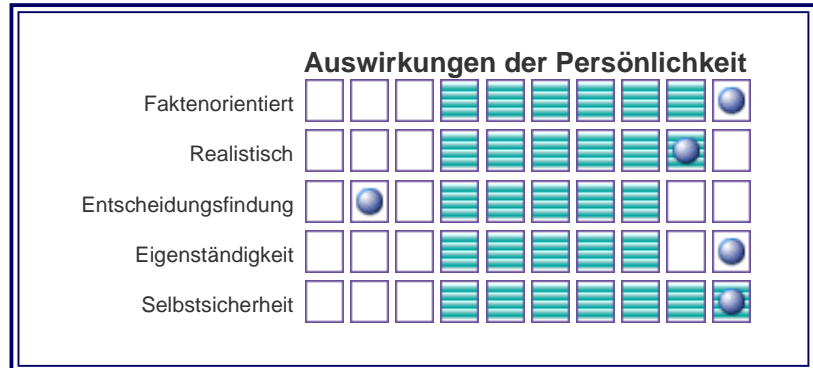 Auswirkungen der Persönlichkeit
Faktenorientiert
Realistisch
Entscheidungsfindung
Eigenständigkeit
Selbstsicherheit